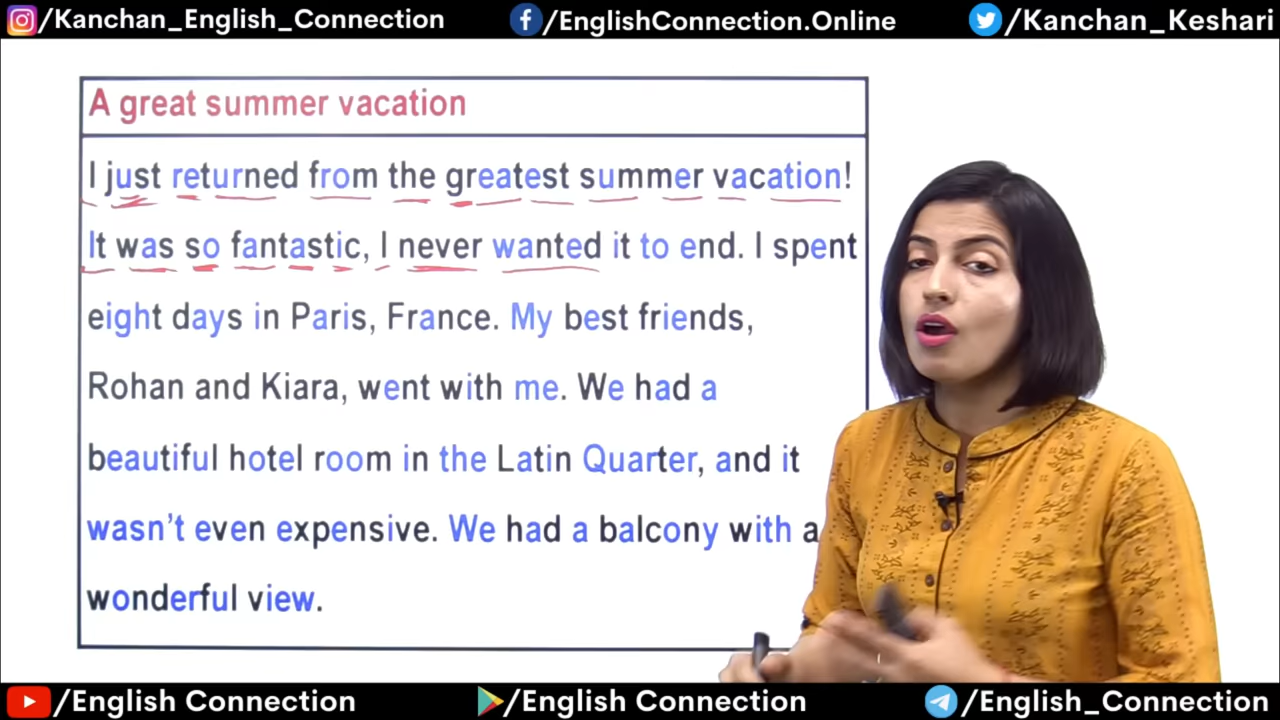 /Kanchan_English_Connection /EnglishConnection.Online /Kanchan_Keshari
A great summer vacation
I just returned from the greatest summer vacation!
It was so fantastic, I never wanted it to end. I spent
eight days in Paris, France. My best friends,
Rohan and Kiara, went with me. We had a
beautiful hotel room in the Latin Quarter, and it
wasn't even expensive. We had a balcony with a
wonderful view.
/English Connection /English Connection /English_Connection